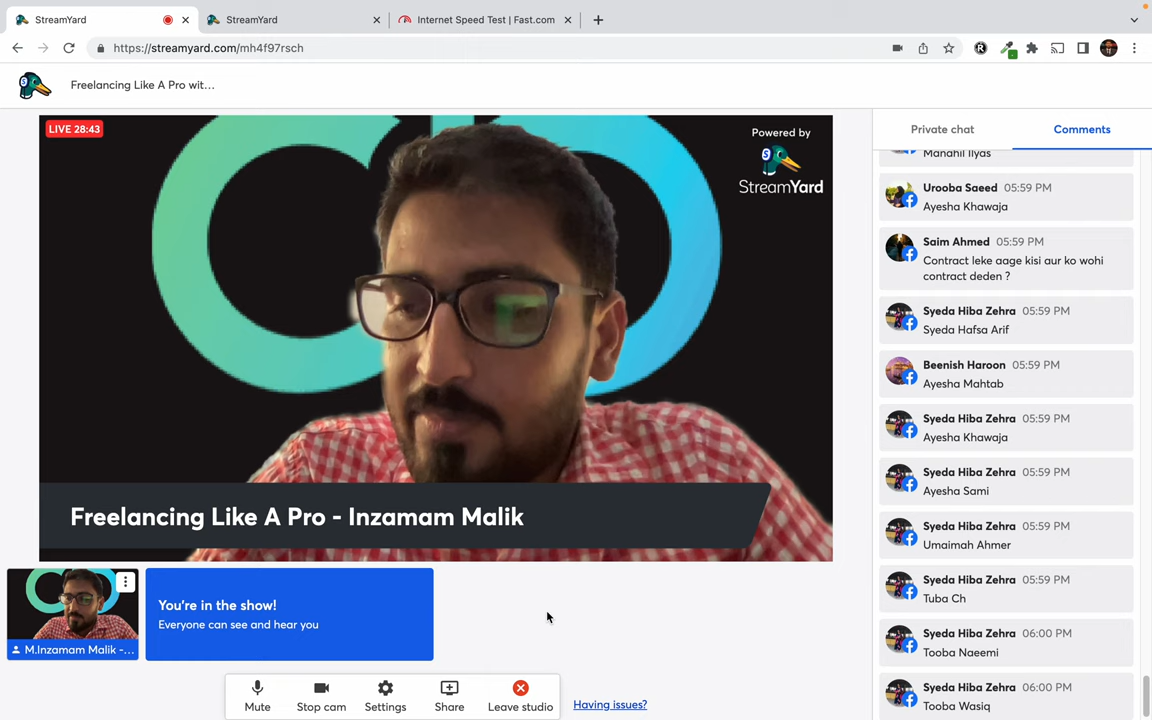 StreamYard
StreamYard
Internet Speed Test | Fast.com
https://streamyard.com/mh4f97rsch
Freelancing Like A Pro wit...
LIVE 28:43
Powered by
StreamYard
Freelancing Like A Pro - Inzamam Malik
M.Inzamam Malik -...
You're in the show!
Everyone can see and hear you
Mute
Stop cam
Settings
Share
Leave studio
Having issues?
Private chat
Comments
Manahil Ilyas
Urooba Saeed 05:59 PM
Ayesha Khawaja
Saim Ahmed 05:59 PM
Contract leke aage kisi aur ko wohi
contract deden ?
Syeda Hiba Zehra 05:59 PM
Syeda Hafsa Arif
Beenish Haroon 05:59 PM
Ayesha Mahtab
Syeda Hiba Zehra 05:59 PM
Ayesha Khawaja
Syeda Hiba Zehra 05:59 PM
Ayesha Sami
Syeda Hiba Zehra 05:59 PM
Umaimah Ahmer
Syeda Hiba Zehra 05:59 PM
Tuba Ch
Syeda Hiba Zehra 06:00 PM
Tooba Naeemi
Syeda Hiba Zehra 06:00 PM
Tooba Wasiq